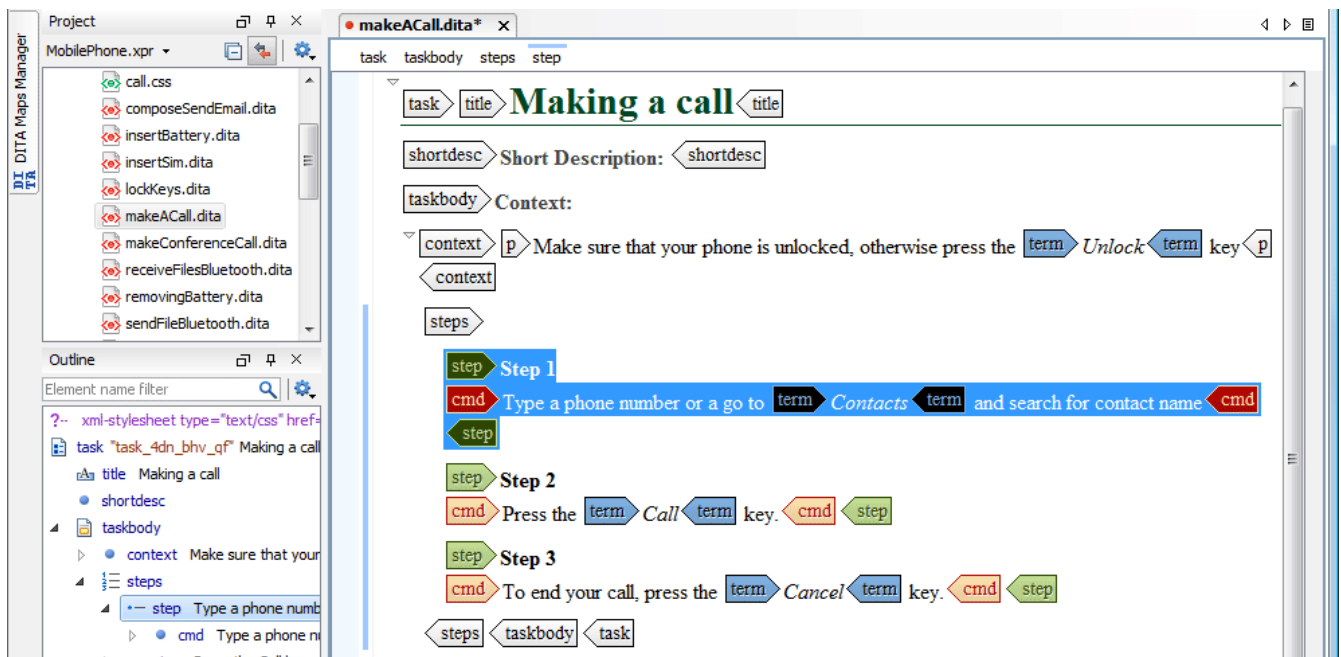 DITA Maps Manager
Project
MobilePhone.xpr
call.css
composeSendEmail.dita
insertBattery.dita
insertSim.dita
lockKeys.dita
makeACall.dita
makeConferenceCall.dita
receiveFilesBluetooth.dita
removingBattery.dita
sendFileBluetooth.dita
Outline
Element name filter
xml-stylesheet type="text/css" href=
task "task_4dn_bhv_qf" Making a call
title Making a call
shortdesc
taskbody
context Make sure that your
steps
step Type a phone numb
cmd Type a phone
makeACall.dita*
task taskbody steps step
task title Making a call title
shortdesc Short Description: shortdesc
taskbody Context:
context p Make sure that your phone is unlocked, otherwise press the term Unlock term key p
context
steps
step Step 1
cmd Type a phone number or a go to term Contacts term and search for contact name cmd
step
step Step 2
cmd Press the term Call term key. cmd step
step Step 3
cmd To end your call, press the term Cancel term key. cmd step
steps taskbody task